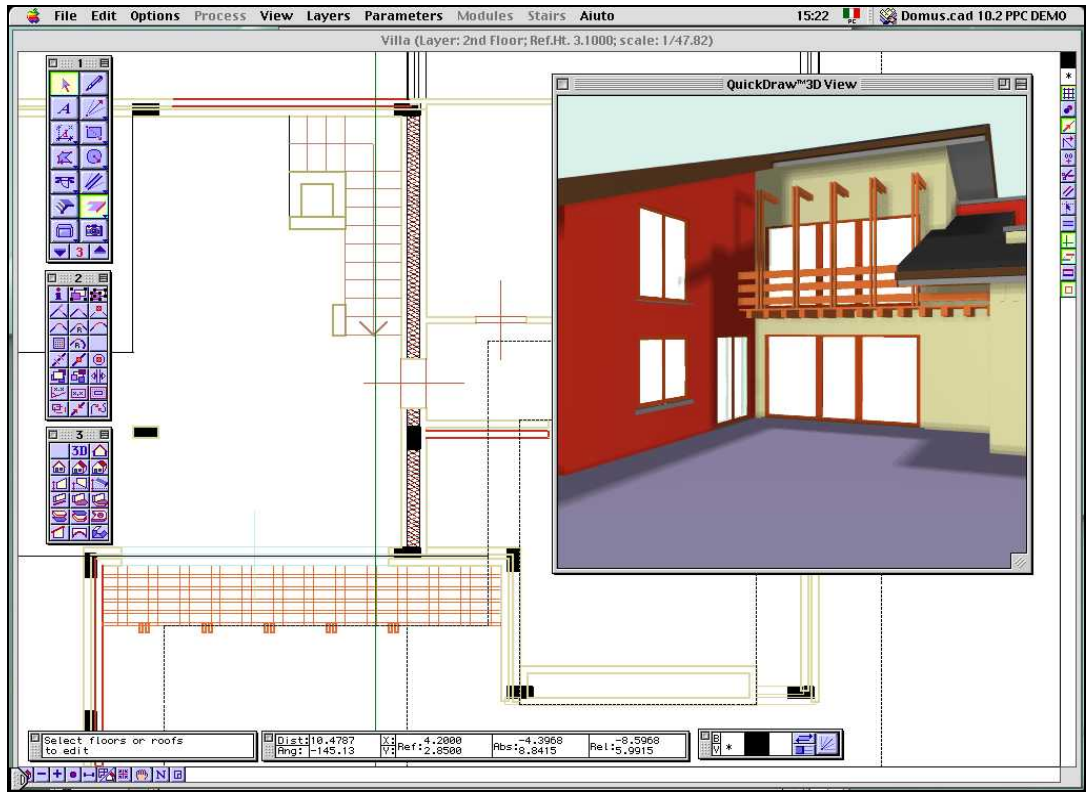 File Edit Options Process View Layers Parameters Modules Stairs Aiuto 15:22 PC Domus.cad 10.2 PPC DEMO
Villa (Layer: 2nd Floor; Ref.Ht. 3.1000; scale: 1/47.82)
1
A
3
2
R
R
X,X
3
3D
QuickDraw™3D View
Select floors or roofs
to edit
Dist: 10.4787
Ang: -145.13
X: Y: Ref: 4.2000 2.8500
Abs: -4.3968 8.8415
Rel: -8.5968 5.9915
B
V *
N